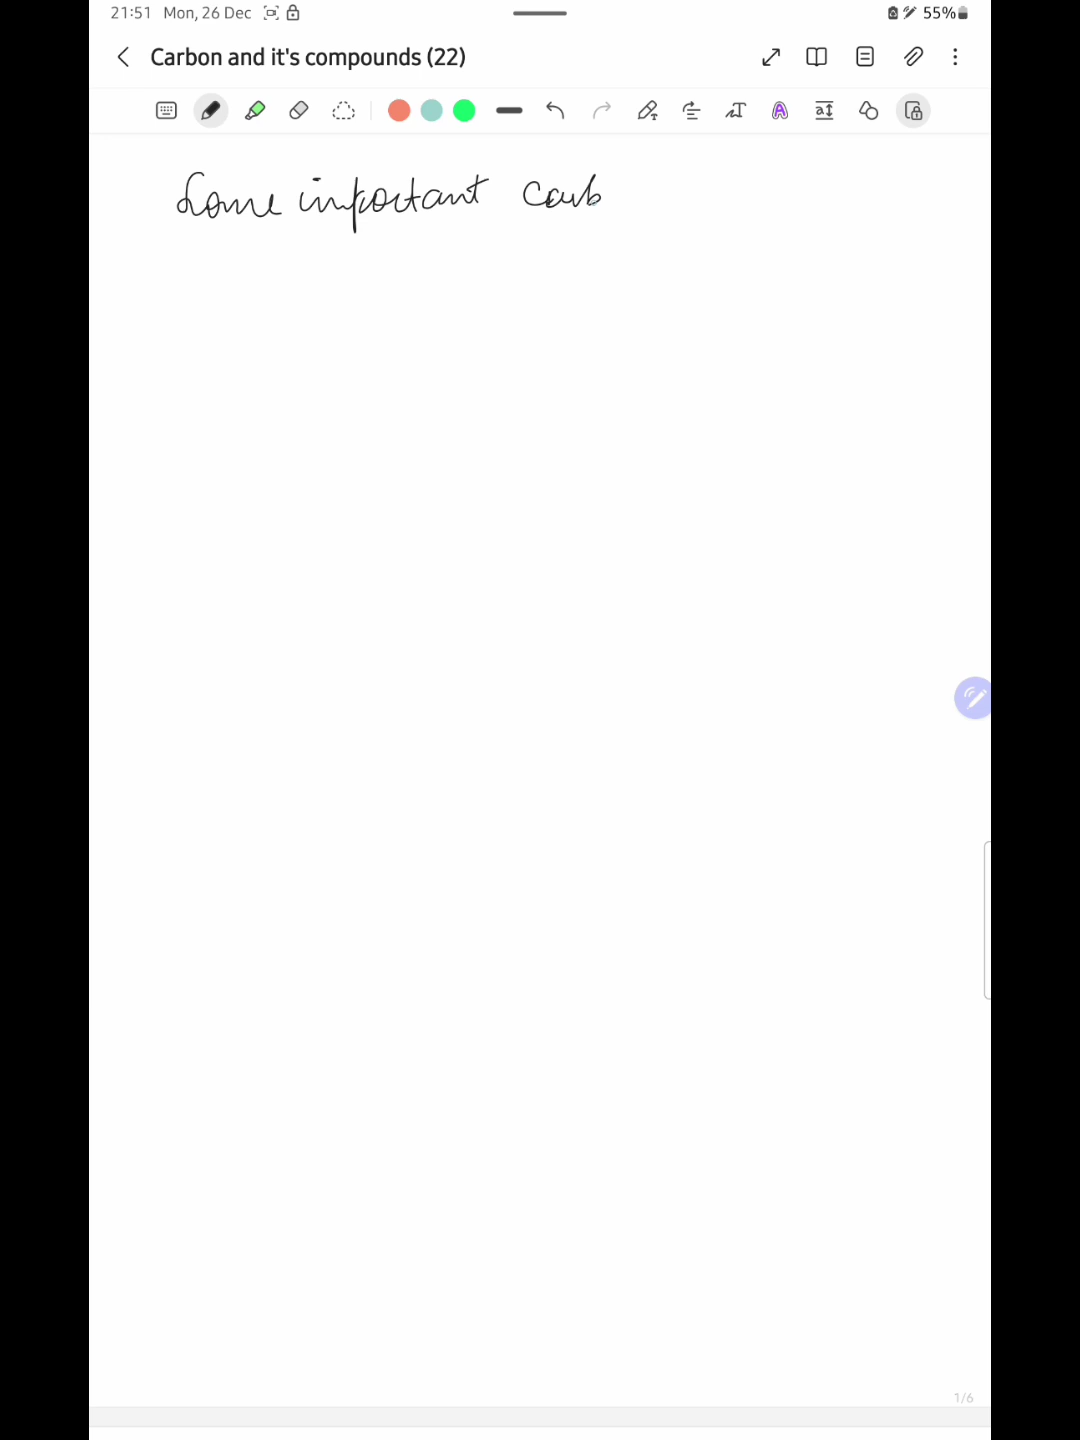 21:51 Mon, 26 Dec 55%
Carbon and it's compounds (22)
Some important carb
1/6